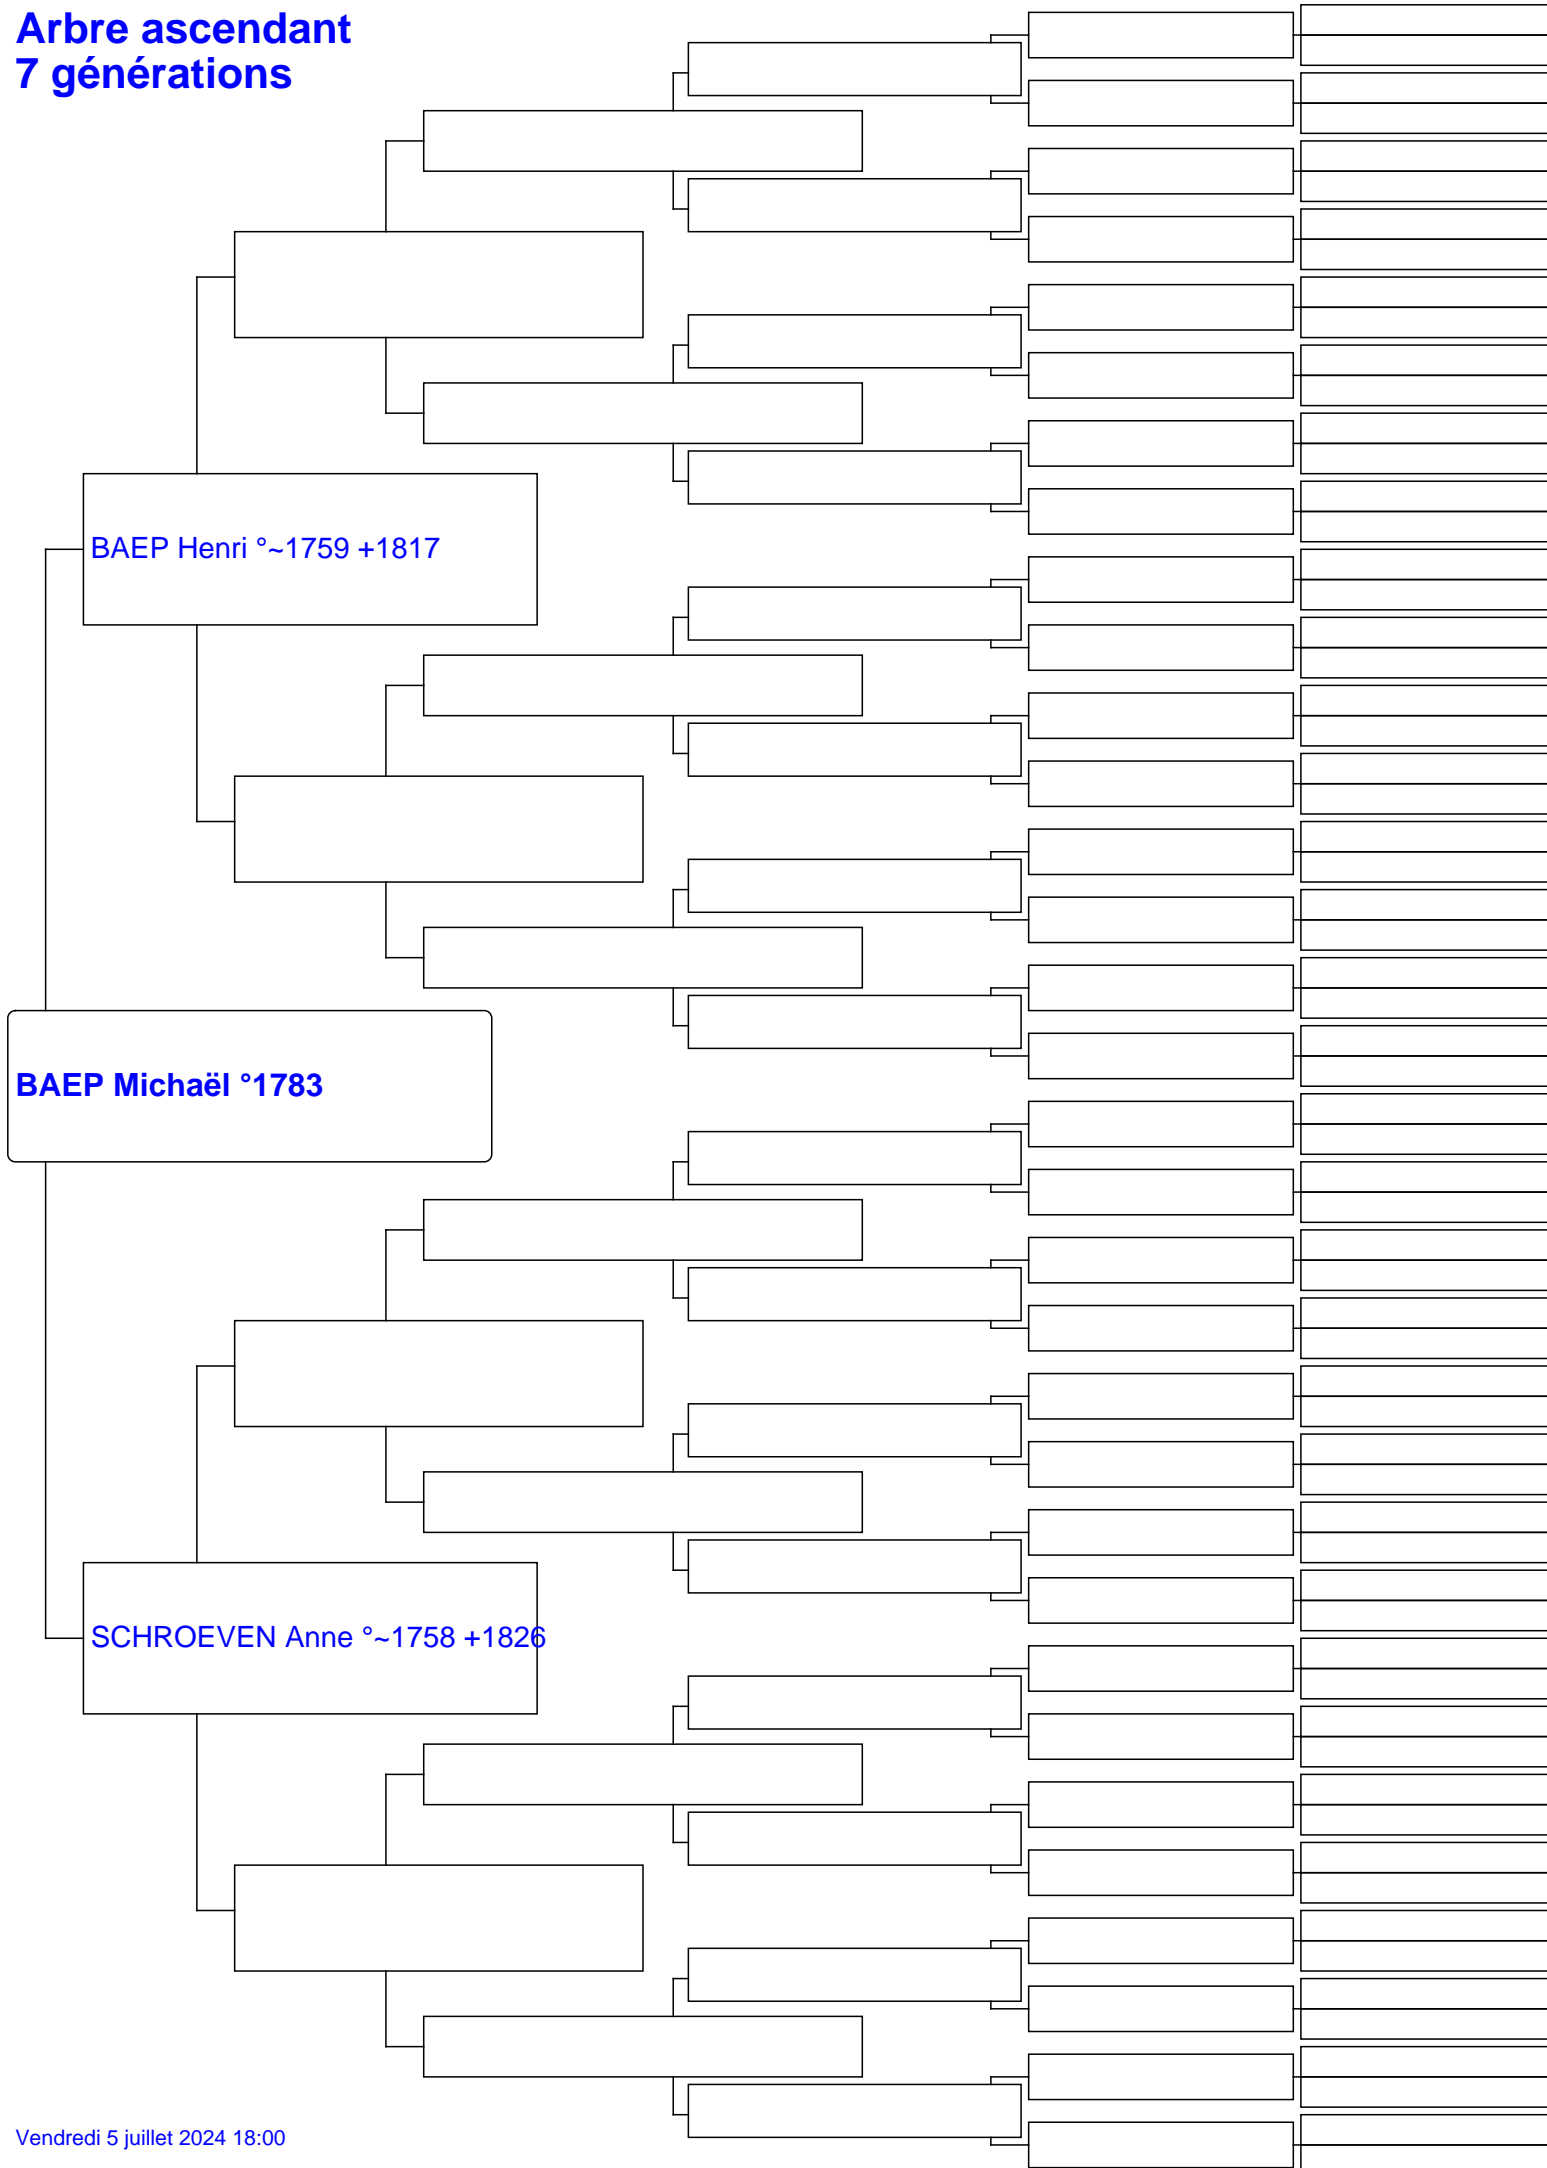 Arbre ascendant
7 générations
BAEP Henri °~1759 +1817
BAEP Michaël °1783
SCHROEVEN Anne °~1758 +1826
Vendredi 5 juillet 2024 18:00